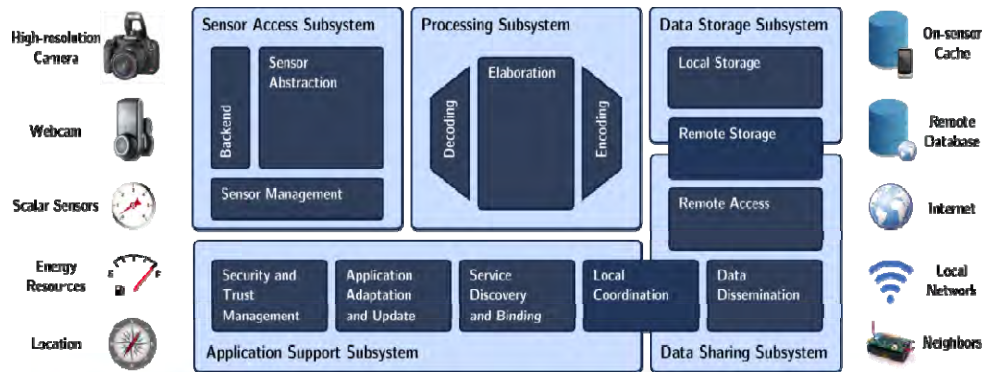 High-resolution
Camera
Webcam
Scalar Sensors
Energy
Resources
E
F
Location
Sensor Access Subsystem
Backend
Sensor
Abstraction
Sensor Management
Processing Subsystem
Decoding
Elaboration
Encoding
Data Storage Subsystem
Local Storage
Remote Storage
Remote Access
Security and
Trust
Management
Application
Adaptation
and Update
Service
Discovery
and Binding
Local
Coordination
Data
Dissemination
Application Support Subsystem
Data Sharing Subsystem
On-sensor
Cache
Remote
Database
Internet
Local
Network
Neighbors